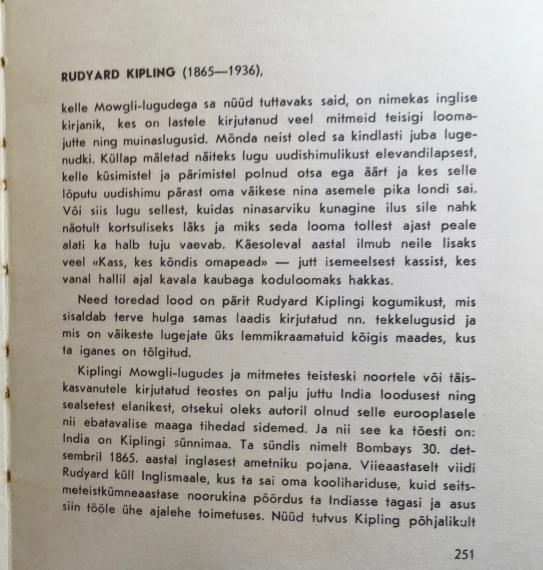 RUDYARD KIPLING (1865—1936),
kelle Mowgli-lugudega sa nüüd tuttavaks said, on nimekas inglise
kirjanik, kes on lastele kirjutanud veel mitmeid teisigi looma-
jutte ning muinaslugusid. Mõnda neist oled sa kindlasti juba luge-
nudki. Küllap mäletad näiteks lugu uudishimulikust elevandilapsest,
kelle küsimistel ja pärimistel polnud otsa ega äärt ja kes selle
lõputu uudishimu pärast oma väikese nina asemele pika londi sai.
Või siis lugu sellest, kuidas ninasarviku kunagine ilus sile nahk
näotult kortsuliseks läks ja miks seda looma tollest ajast peale
alati ka halb tuju vaevab. Käesoleval aastal ilmub neile lisaks
veel «Kass, kes kõndis omapead» — jutt isemeelsest kassist, kes
vanal hallil ajal kavala kaubaga koduloomaks hakkas.
Need toredad lood on pärit Rudyard Kiplingi kogumikust, mis
sisaldab terve hulga samas laadis kirjutatud nn. tekkelugusid ja
mis on väikeste lugejate üks lemmikraamatuid kõigis maades, kus
ta iganes on tõlgitud.
Kiplingi Mowgli-lugudes ja mitmetes teisteski noortele või täis-
kasvanutele kirjutatud teostes on palju juttu India loodusest ning
sealsetest elanikest, otsekui oleks autoril olnud selle eurooplasele
nii ebatavalise maaga tihedad sidemed. Ja nii see ka tõesti on:
India on Kiplingi sünnimaa. Ta sündis nimelt Bombays 30. det-
sembril 1865. aastal inglasest ametniku pojana. Viieaastaselt viidi
Rudyard küll Inglismaale, kus ta sai oma koolihariduse, kuid seits-
meteistkümneaastase noorukina pöördus ta Indiasse tagasi ja asus
siin tööle ühe ajalehe toimetuses. Nüüd tutvus Kipling põhjalikult
251